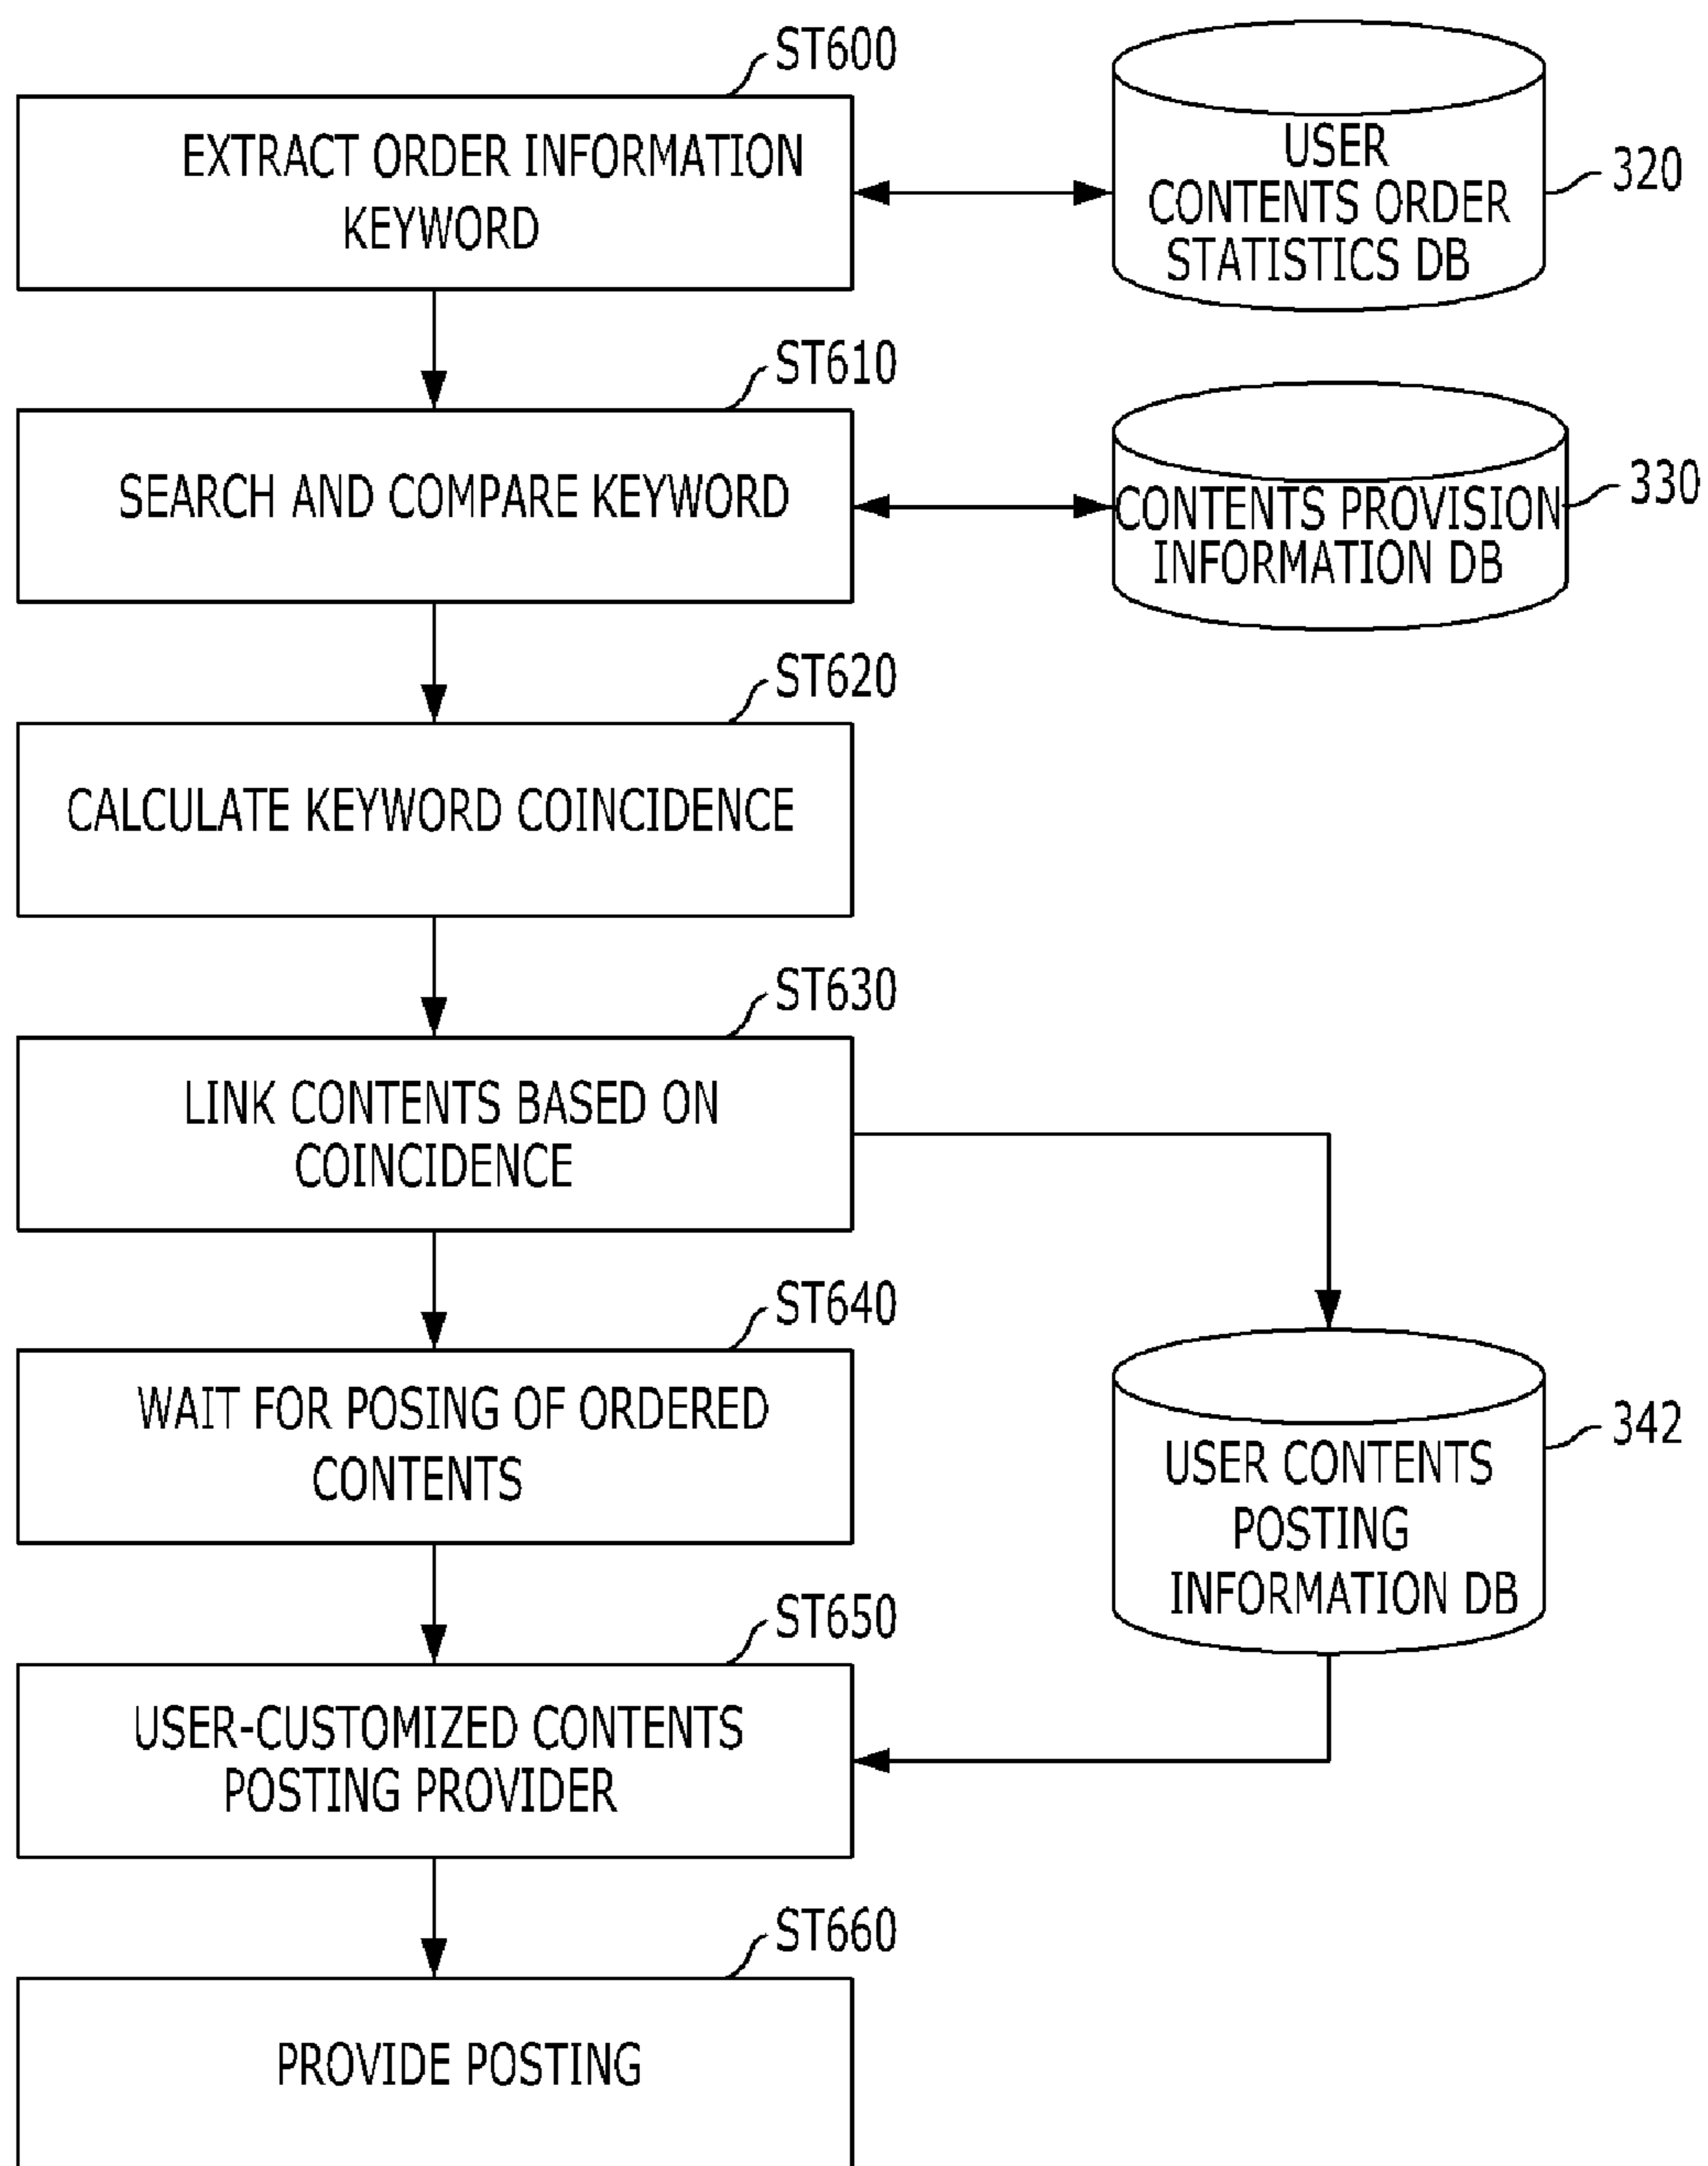 ST600
EXTRACT ORDER INFORMATION
KEYWORD
USER
CONTENTS ORDER
STATISTICS DB
320
ST610
SEARCH AND COMPARE KEYWORD
CONTENTS PROVISION
INFORMATION DB
330
ST620
CALCULATE KEYWORD COINCIDENCE
ST630
LINK CONTENTS BASED ON
COINCIDENCE
ST640
WAIT FOR POSING OF ORDERED
CONTENTS
USER CONTENTS
POSTING
INFORMATION DB
342
ST650
USER-CUSTOMIZED CONTENTS
POSTING PROVIDER
ST660
PROVIDE POSTING